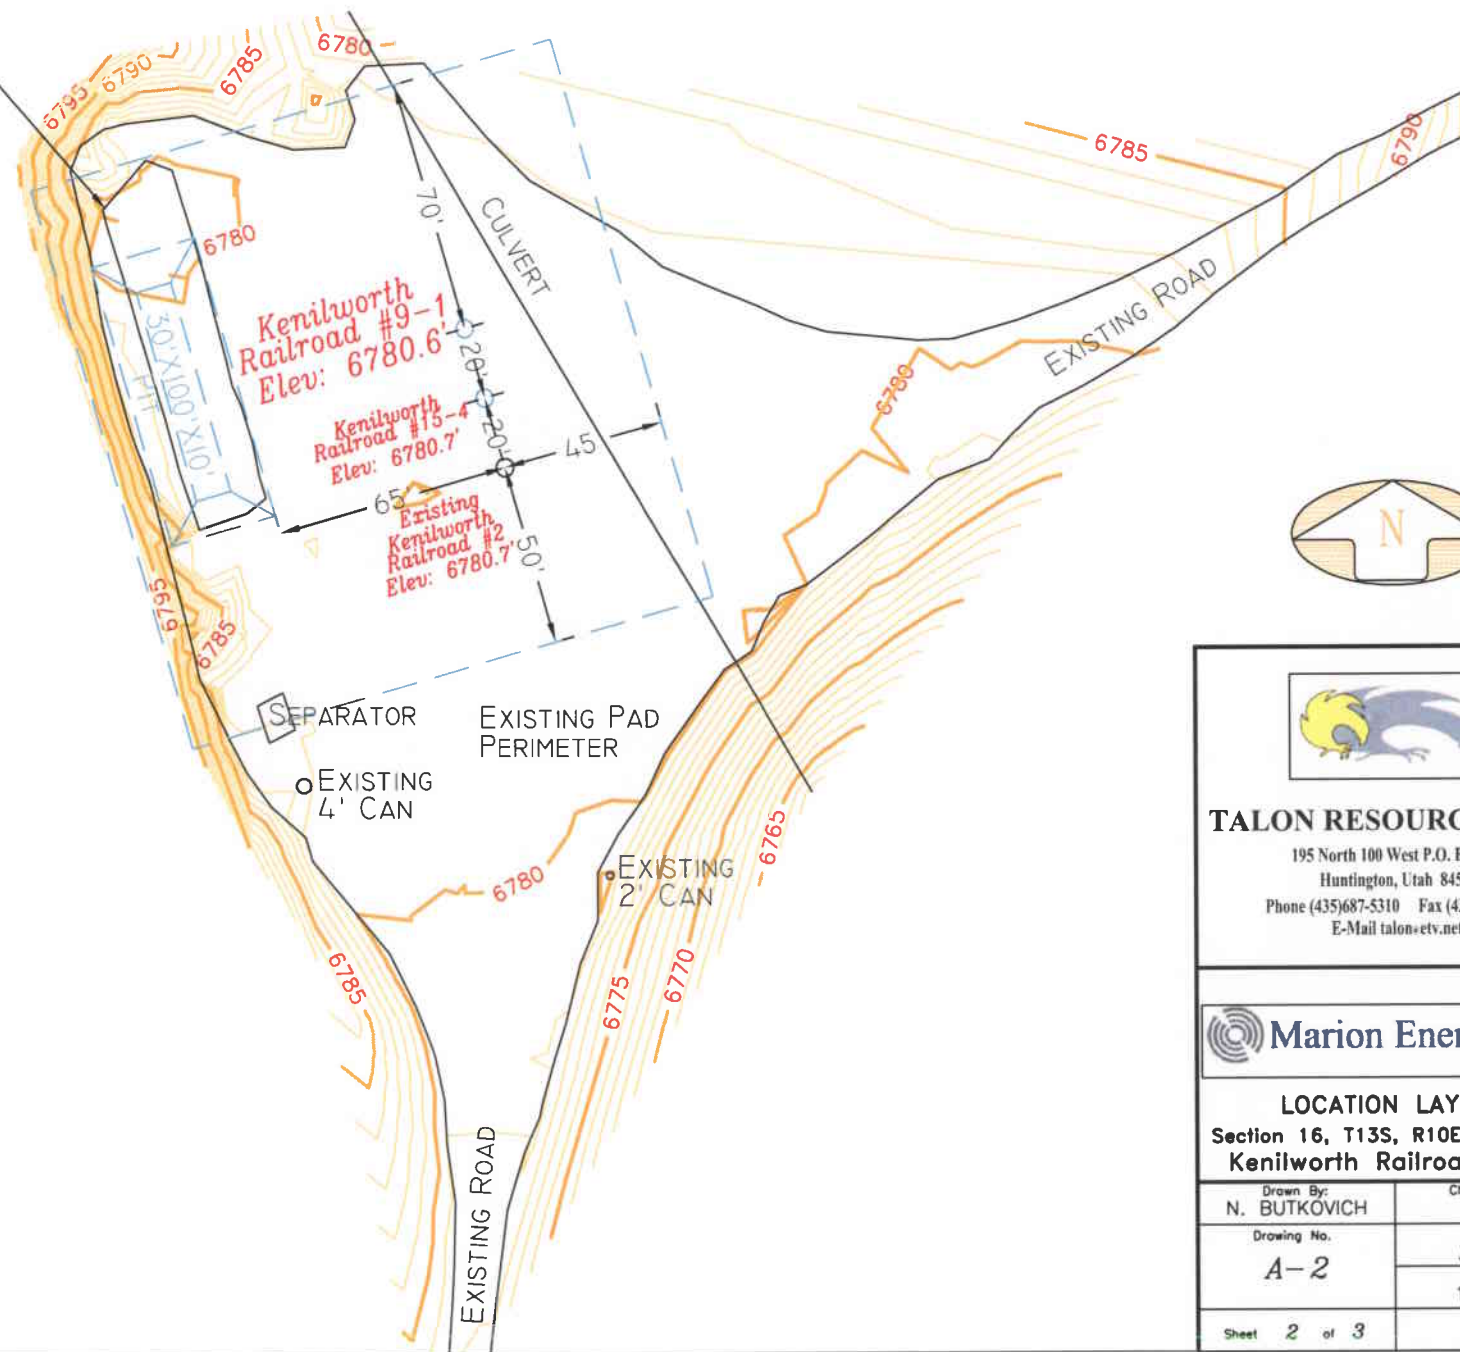 6780
6795
6790
6785
6785
6790
70'
CULVERT
6780
Kenilworth
Railroad #9-1
Elev: 6780.6'
EXISTING ROAD
30'X100'X10'
PIT
20'
6780
Kenilworth
Railroad #15-4
Elev: 6780.7'
20'
45
65'
Existing
Kenilworth
Railroad #2
Elev: 6780.7'
50'
N
6795
6785
SEPARATOR
EXISTING PAD
PERIMETER
EXISTING
4' CAN
6765
EXISTING
2' CAN
6780
6785
6775
6770
EXISTING ROAD
TALON RESOURC
195 North 100 West P.O.
Huntington, Utah 845
Phone (435)687-5310 Fax (4
E-Mail talon@etv.net
Marion Ener
LOCATION LAY
Section 16, T13S, R10E
Kenilworth Railroa
Drawn By:
N. BUTKOVICH
Drawing No.
A-2
Sheet 2 of 3